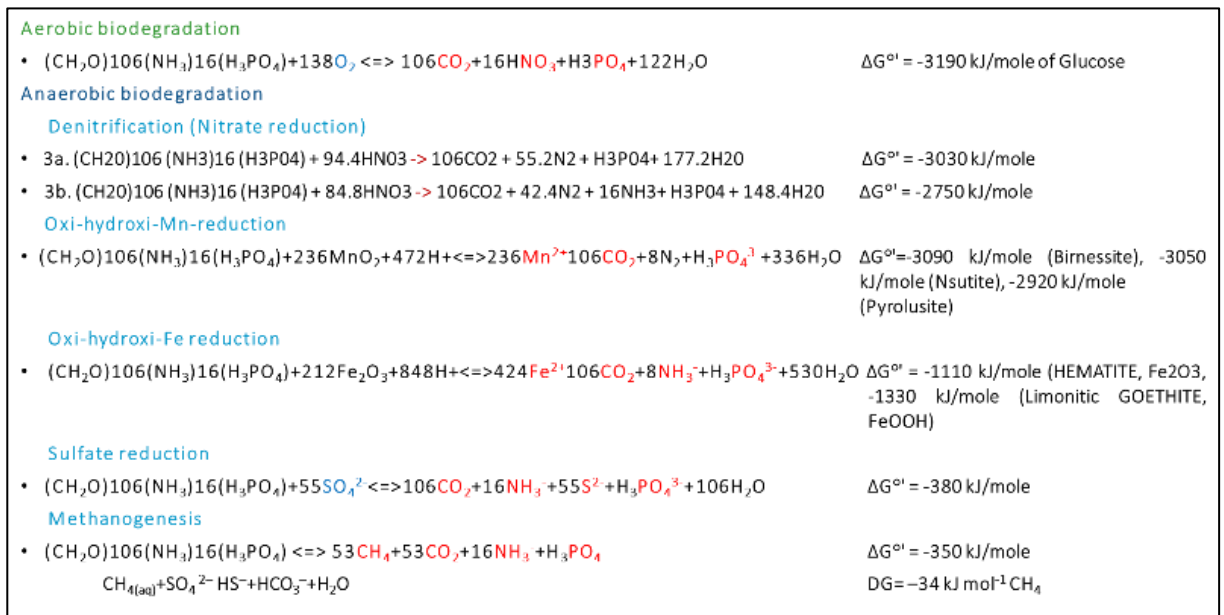 Aerobic biodegradation
• (CH₂O)106(NH₃)16(H₃PO₄)+138O₂ <=> 106CO₂+16HNO₃+H3PO₄+122H₂O ΔG°' = -3190 kJ/mole of Glucose
Anaerobic biodegradation
Denitrification (Nitrate reduction)
• 3a. (CH20)106 (NH3)16 (H3P04) + 94.4HN03 -> 106CO2 + 55.2N2 + H3P04+ 177.2H20 ΔG°' = -3030 kJ/mole
• 3b. (CH20)106 (NH3)16 (H3P04) + 84.8HNO3 -> 106CO2 + 42.4N2 + 16NH3+ H3P04 + 148.4H20 ΔG°' = -2750 kJ/mole
Oxi-hydroxi-Mn-reduction
• (CH₂O)106(NH₃)16(H₃PO₄)+236MnO₂+472H+<=>236Mn²⁺106CO₂+8N₂+H₃PO₄³ +336H₂O ΔG°'=-3090 kJ/mole (Birnessite), -3050
kJ/mole (Nsutite), -2920 kJ/mole
(Pyrolusite)
Oxi-hydroxi-Fe reduction
• (CH₂O)106(NH₃)16(H₃PO₄)+212Fe₂O₃+848H+<=>424Fe²⁺106CO₂+8NH₃⁻+H₃PO₄³⁻+530H₂O ΔG°' = -1110 kJ/mole (HEMATITE, Fe2O3,
-1330 kJ/mole (Limonitic GOETHITE,
FeOOH)
Sulfate reduction
• (CH₂O)106(NH₃)16(H₃PO₄)+55SO₄²⁻<=>106CO₂+16NH₃⁻+55S²⁻+H₃PO₄³⁻+106H₂O ΔG°' = -380 kJ/mole
Methanogenesis
• (CH₂O)106(NH₃)16(H₃PO₄) <=> 53CH₄+53CO₂+16NH₃ +H₃PO₄ ΔG°' = -350 kJ/mole
CH₄₍ₐq₎+SO₄²⁻ HS⁻+HCO₃⁻+H₂O DG= –34 kJ mol⁻¹ CH₄